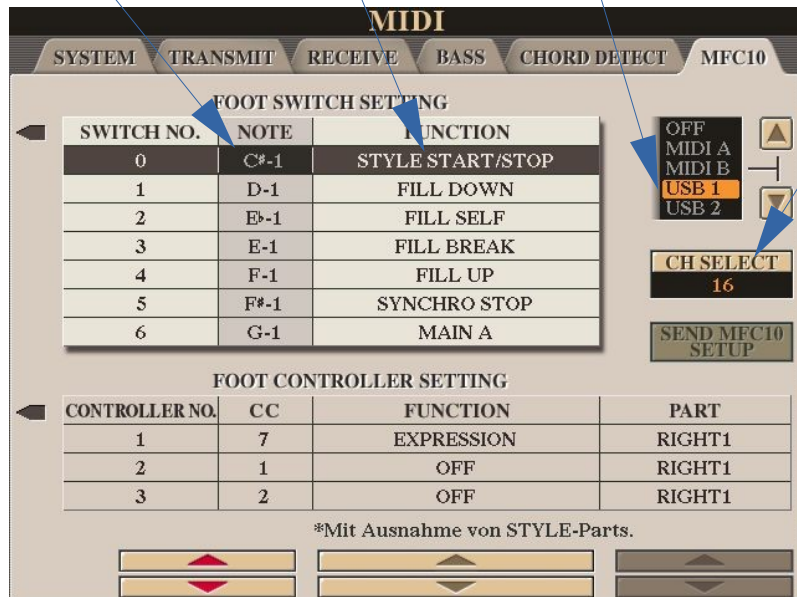 MIDI
SYSTEM TRANSMIT RECEIVE BASS CHORD DETECT MFC10
FOOT SWITCH SETTING
SWITCH NO. NOTE FUNCTION
0 C#-1 STYLE START/STOP
1 D-1 FILL DOWN
2 E♭-1 FILL SELF
3 E-1 FILL BREAK
4 F-1 FILL UP
5 F#-1 SYNCHRO STOP
6 G-1 MAIN A
OFF
MIDI A
MIDI B
USB 1
USB 2
CH SELECT
16
SEND MFC10
SETUP
FOOT CONTROLLER SETTING
CONTROLLER NO. CC FUNCTION PART
1 7 EXPRESSION RIGHT1
2 1 OFF RIGHT1
3 2 OFF RIGHT1
*Mit Ausnahme von STYLE-Parts.